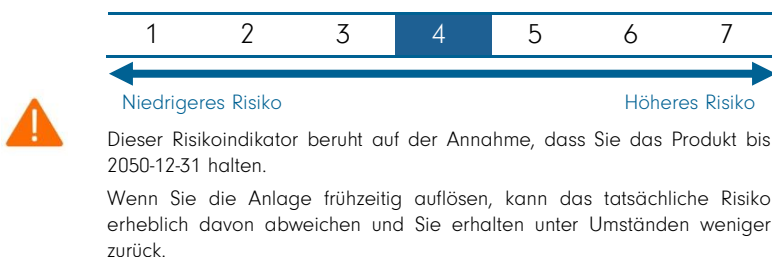 1 2 3 4 5 6 7
Niedrigeres Risiko Höheres Risiko
Dieser Risikoindikator beruht auf der Annahme, dass Sie das Produkt bis
2050-12-31 halten.
Wenn Sie die Anlage frühzeitig auflösen, kann das tatsächliche Risiko
erheblich davon abweichen und Sie erhalten unter Umständen weniger
zurück.